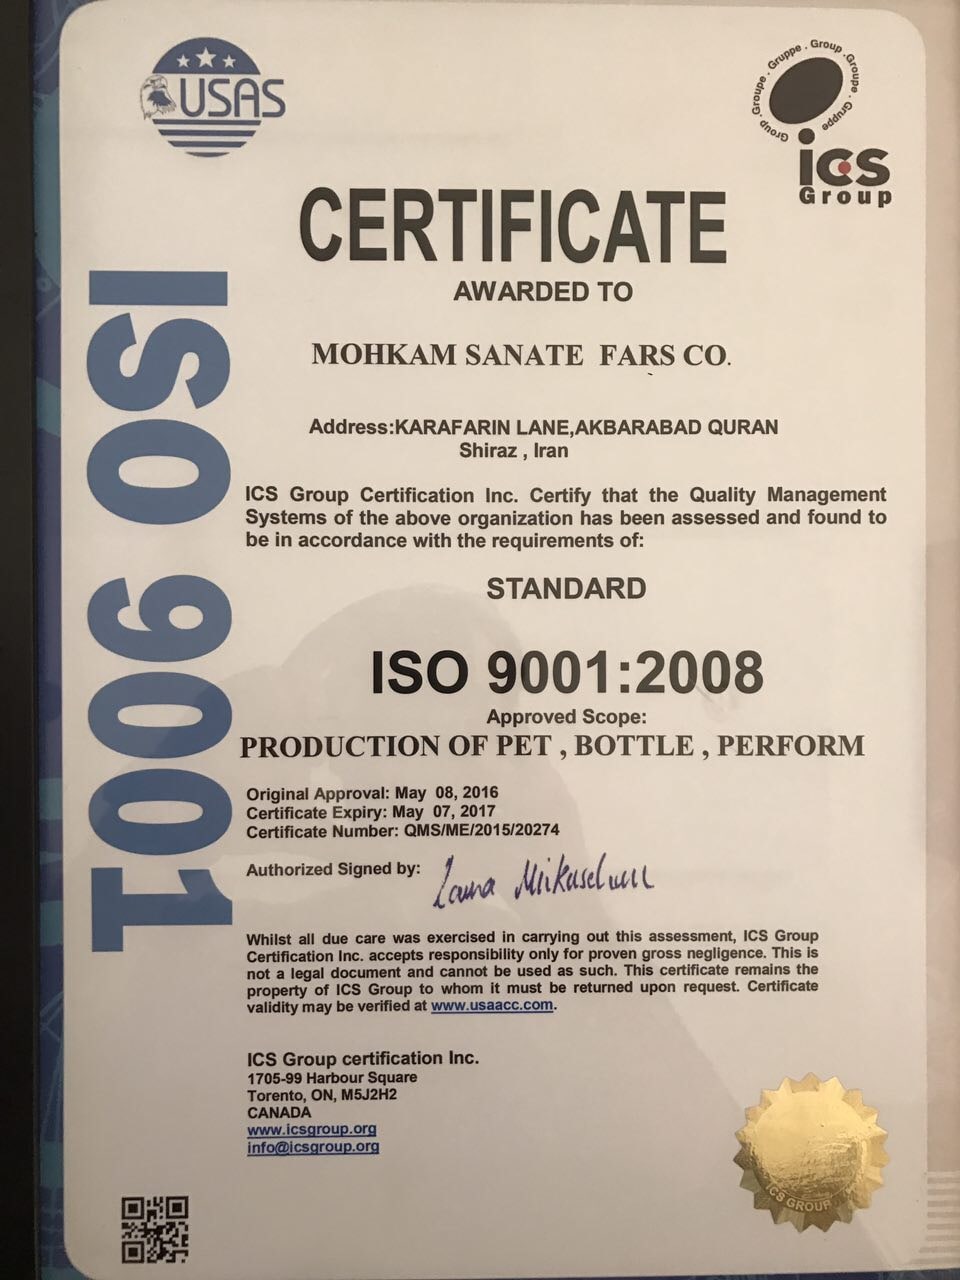 USAS
Group . Groupe . Gruppe . Group . Groupe . Gruppe
ics
Group
CERTIFICATE
AWARDED TO
MOHKAM SANATE FARS CO.
Address:KARAFARIN LANE,AKBARABAD QURAN
Shiraz , Iran
ICS Group Certification Inc. Certify that the Quality Management
Systems of the above organization has been assessed and found to
be in accordance with the requirements of:
STANDARD
ISO 9001:2008
Approved Scope:
PRODUCTION OF PET , BOTTLE , PERFORM
Original Approval: May 08, 2016
Certificate Expiry: May 07, 2017
Certificate Number: QMS/ME/2015/20274
Authorized Signed by:
Whilst all due care was exercised in carrying out this assessment, ICS Group
Certification Inc. accepts responsibility only for proven gross negligence. This is
not a legal document and cannot be used as such. This certificate remains the
property of ICS Group to whom it must be returned upon request. Certificate
validity may be verified at www.usaacc.com.
ICS Group certification Inc.
1705-99 Harbour Square
Torento, ON, M5J2H2
CANADA
www.icsgroup.org
info@icsgroup.org
ICS GROUP
ISO 9001